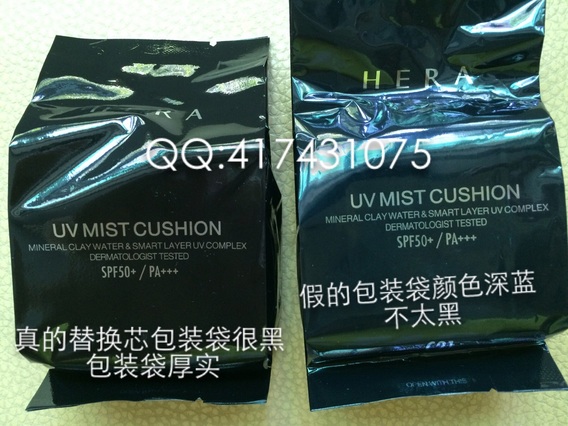 HERA
HERA
QQ.417431075
UV MIST CUSHION
MINERAL CLAY WATER & SMART LAYER UV COMPLEX
DERMATOLOGIST TESTED
SPF50+ / PA+++
UV MIST CUSHION
MINERAL CLAY WATER & SMART LAYER UV COMPLEX
DERMATOLOGIST TESTED
SPF50+ / PA+++
真的替换芯包装袋很黑
包装袋厚实
假的包装袋颜色深蓝
不太黑